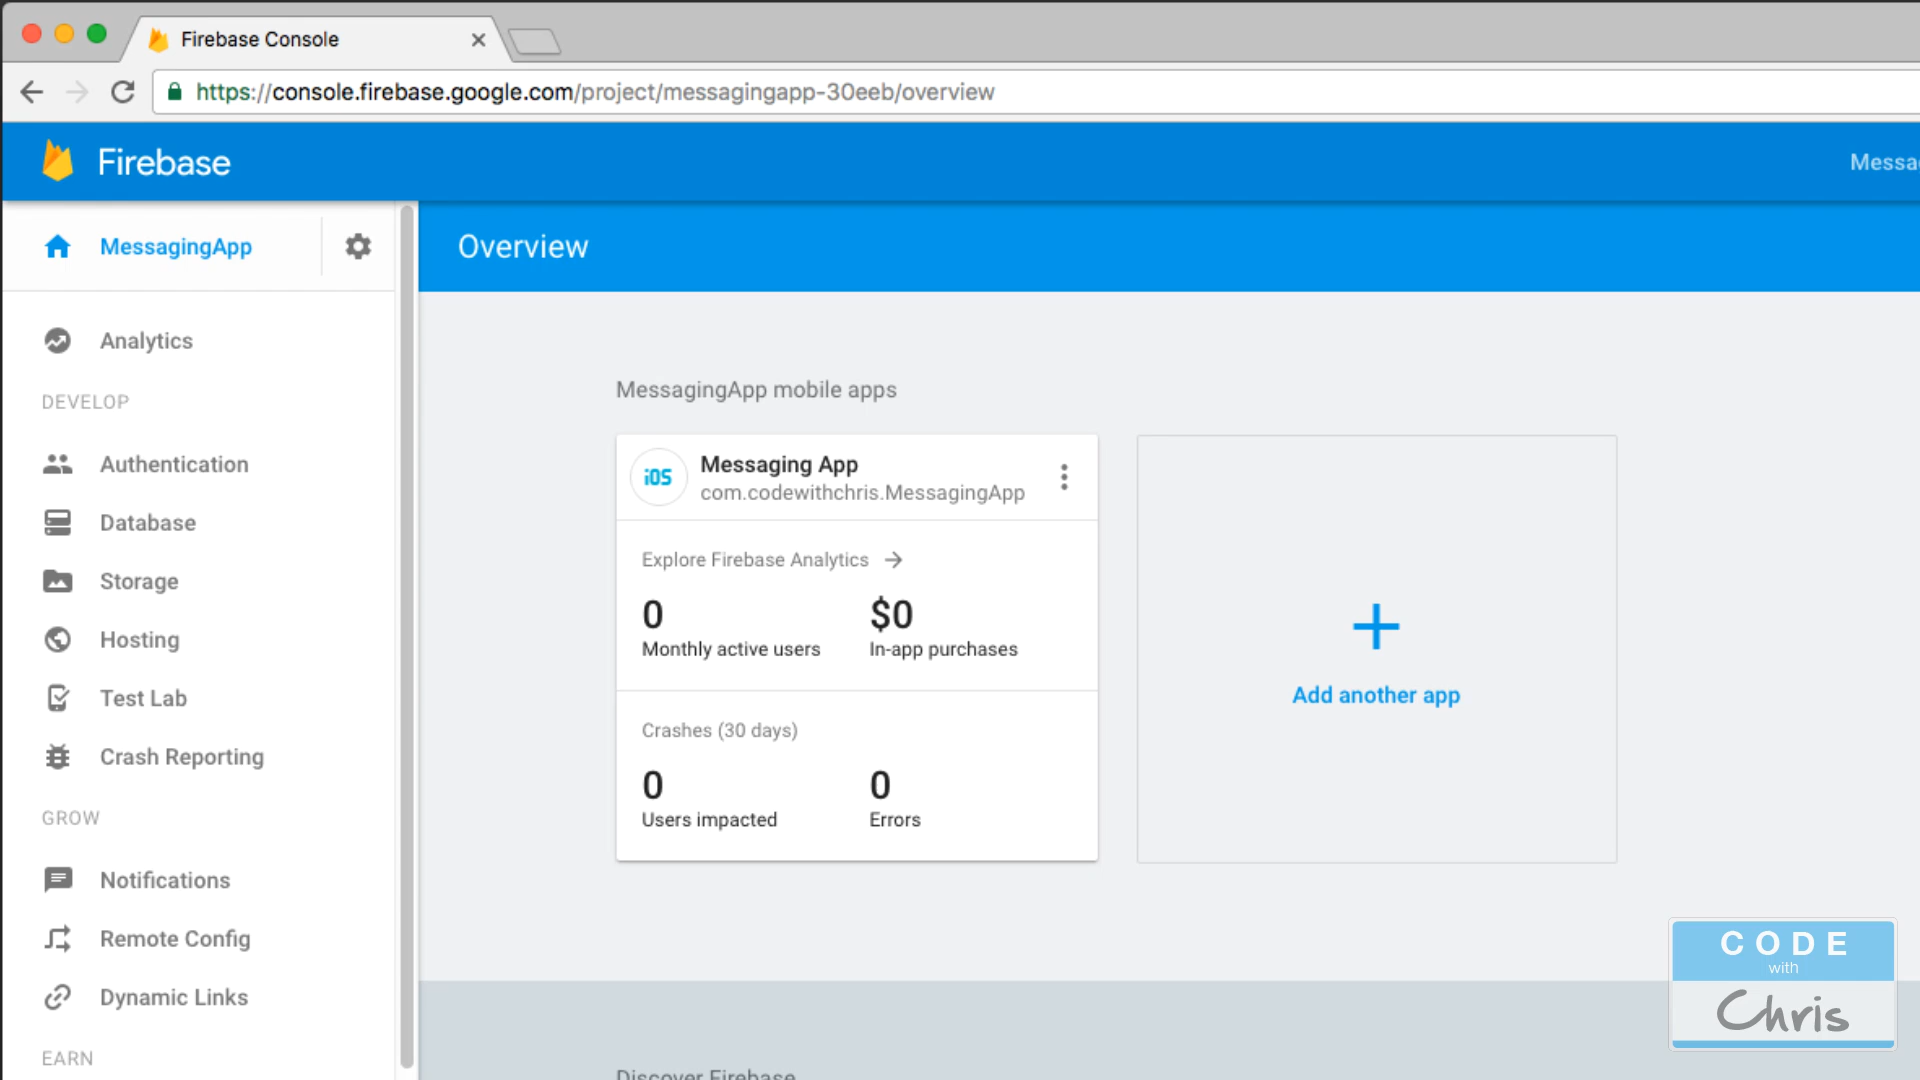 Firebase Console
https://console.firebase.google.com/project/messagingapp-30eeb/overview
Firebase
MessagingApp
Overview
Analytics
DEVELOP
Authentication
Database
Storage
Hosting
Test Lab
Crash Reporting
GROW
Notifications
Remote Config
Dynamic Links
EARN
MessagingApp mobile apps
iOS
Messaging App
com.codewithchris.MessagingApp
Explore Firebase Analytics
0 $0
Monthly active users In-app purchases
Crashes (30 days)
0 0
Users impacted Errors
Add another app
Discover Firebase
CODE
with
Chris